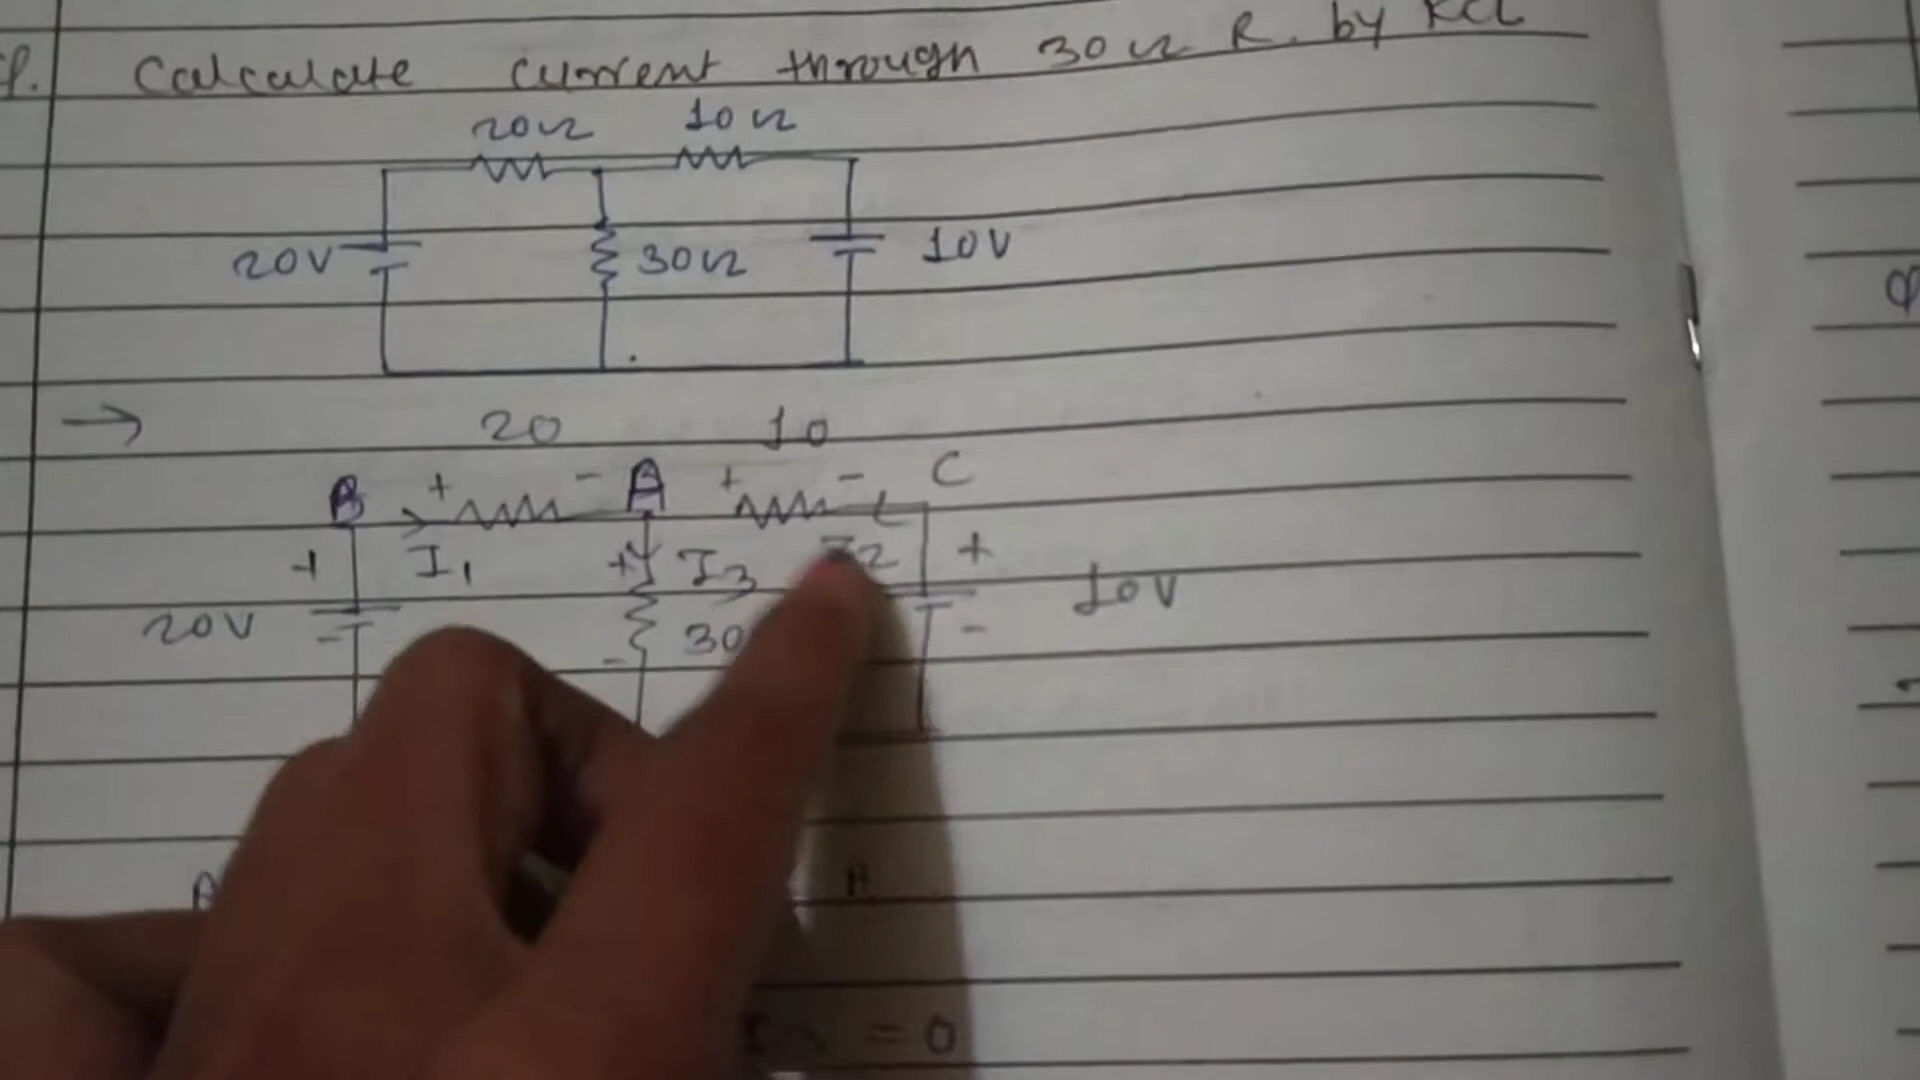 Calculate current through 30Ω R. by KCL
20Ω 10Ω
20V 30Ω 10V
→ 20 10
B + - A + - C
+ I₁ + I₃ I2 +
20V - - 30 - 10V
A
= 0